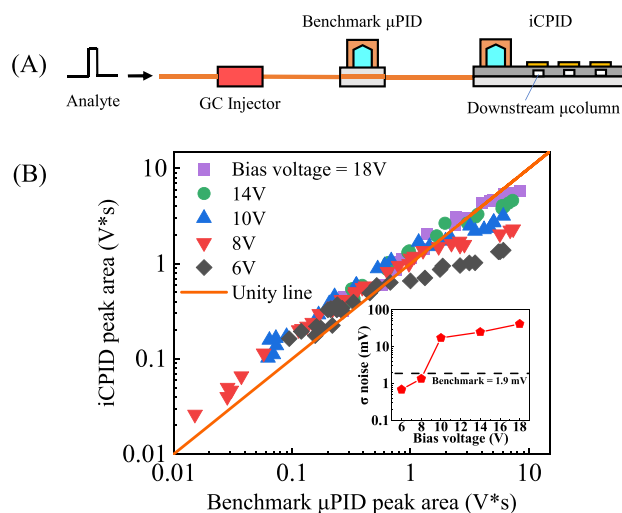 Benchmark μPID
iCPID
(A)
Analyte
GC Injector
Downstream μcolumn
(B)
10
1
0.1
0.01
iCPID peak area (V*s)
Bias voltage = 18V
14V
10V
8V
6V
Unity line
100
10
1
0.1
σ noise (mV)
Benchmark = 1.9 mV
6 8 10 12 14 16 18
Bias voltage (V)
0.01 0.1 1 10
Benchmark μPID peak area (V*s)